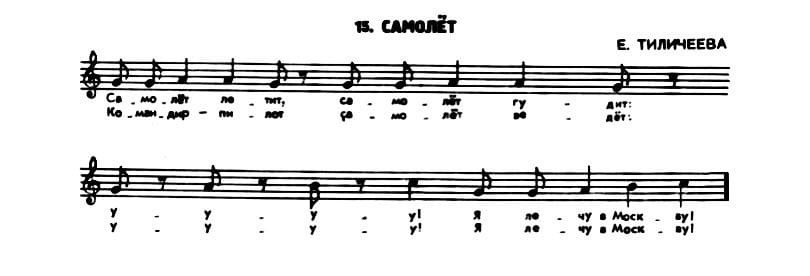 15. САМОЛЁТ
Е. ТИЛИЧЕЕВА
Са - мо - лёт ле - тит, са - мо - лёт гу - дит:
Ко - ман - дир - пи - лот са - мо - лёт ве - дёт:
У - у - у - у! Я ле - чу в Моск - ву!
У - у - у - у! Я ле - чу в Моск - ву!